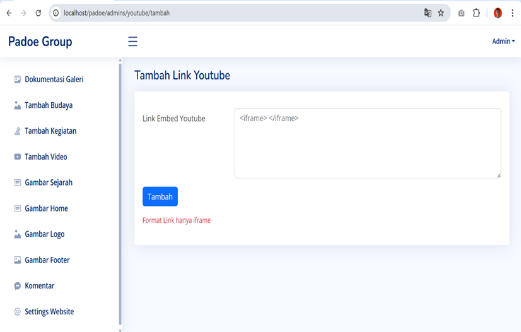 localhost/padoe/admins/youtube/tambah
Padoe Group
Admin
Dokumentasi Galeri
Tambah Budaya
Tambah Kegiatan
Tambah Video
Gambar Sejarah
Gambar Home
Gambar Logo
Gambar Footer
Komentar
Settings Website
Tambah Link Youtube
Link Embed Youtube
<iframe> </iframe>
Tambah
Format Link hanya iframe